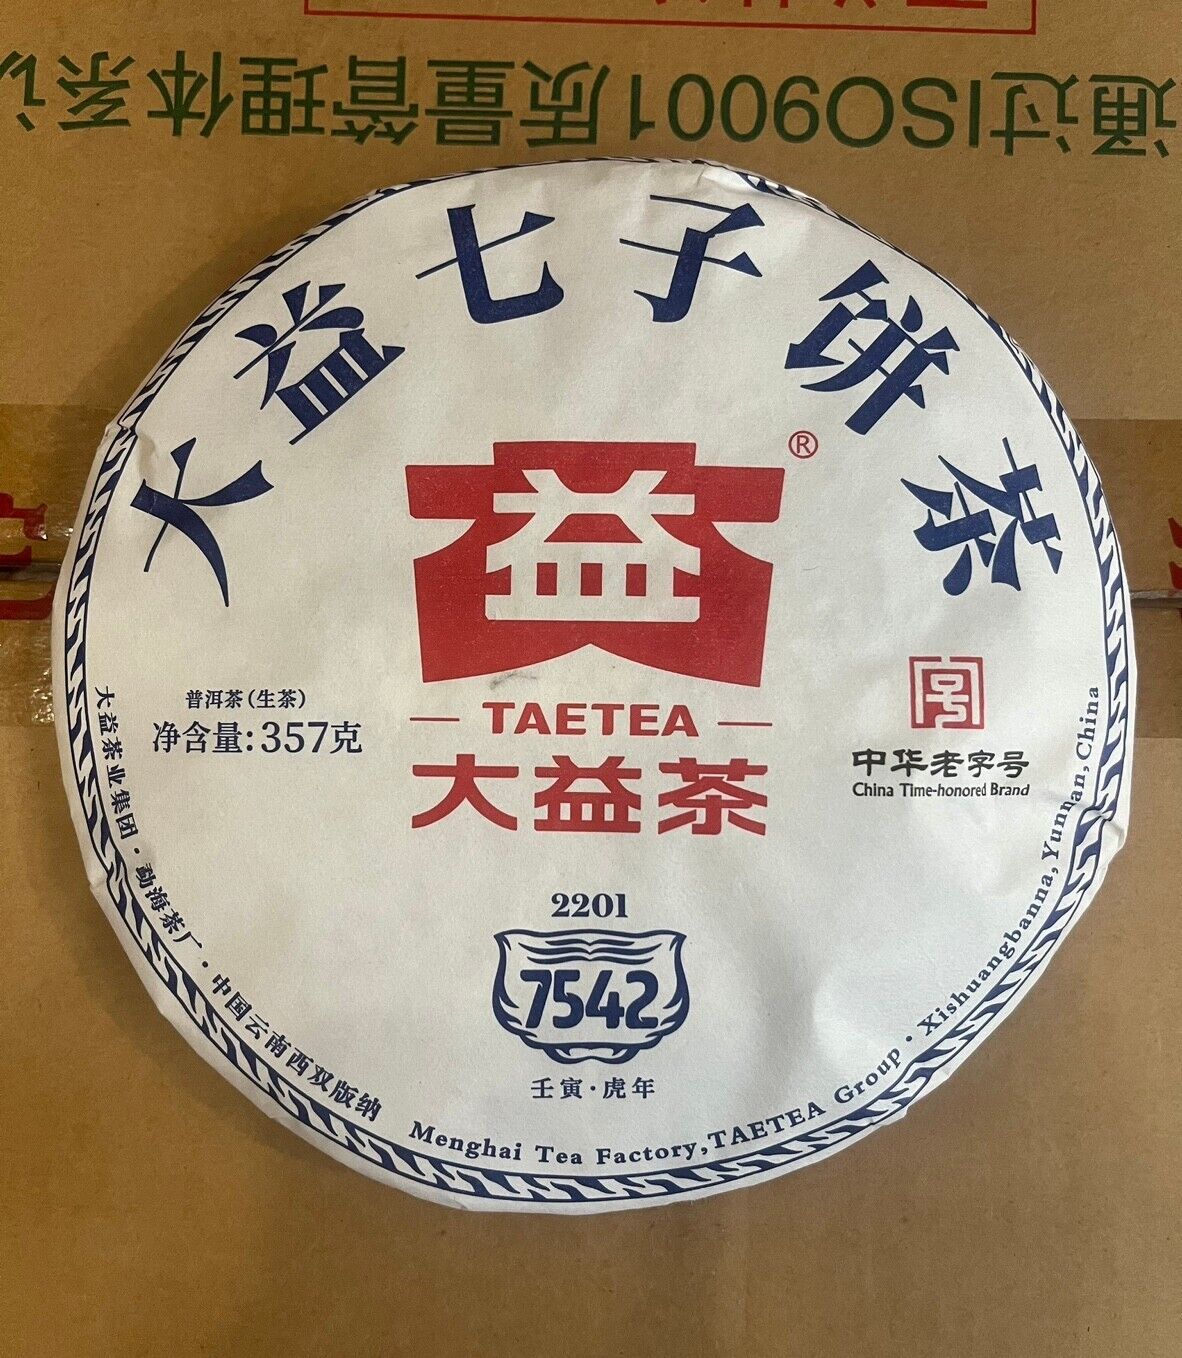 通过ISO9001质量管理体系
大益七子饼茶
益
®
TAETEA
大益茶
普洱茶(生茶)
净含量:357克
中华老字号
China Time-honored Brand
2201
7542
壬寅·虎年
大益茶业集团·勐海茶厂·中国云南西双版纳
Menghai Tea Factory,TAETEA Group·Xishuangbanna,Yunnan,China